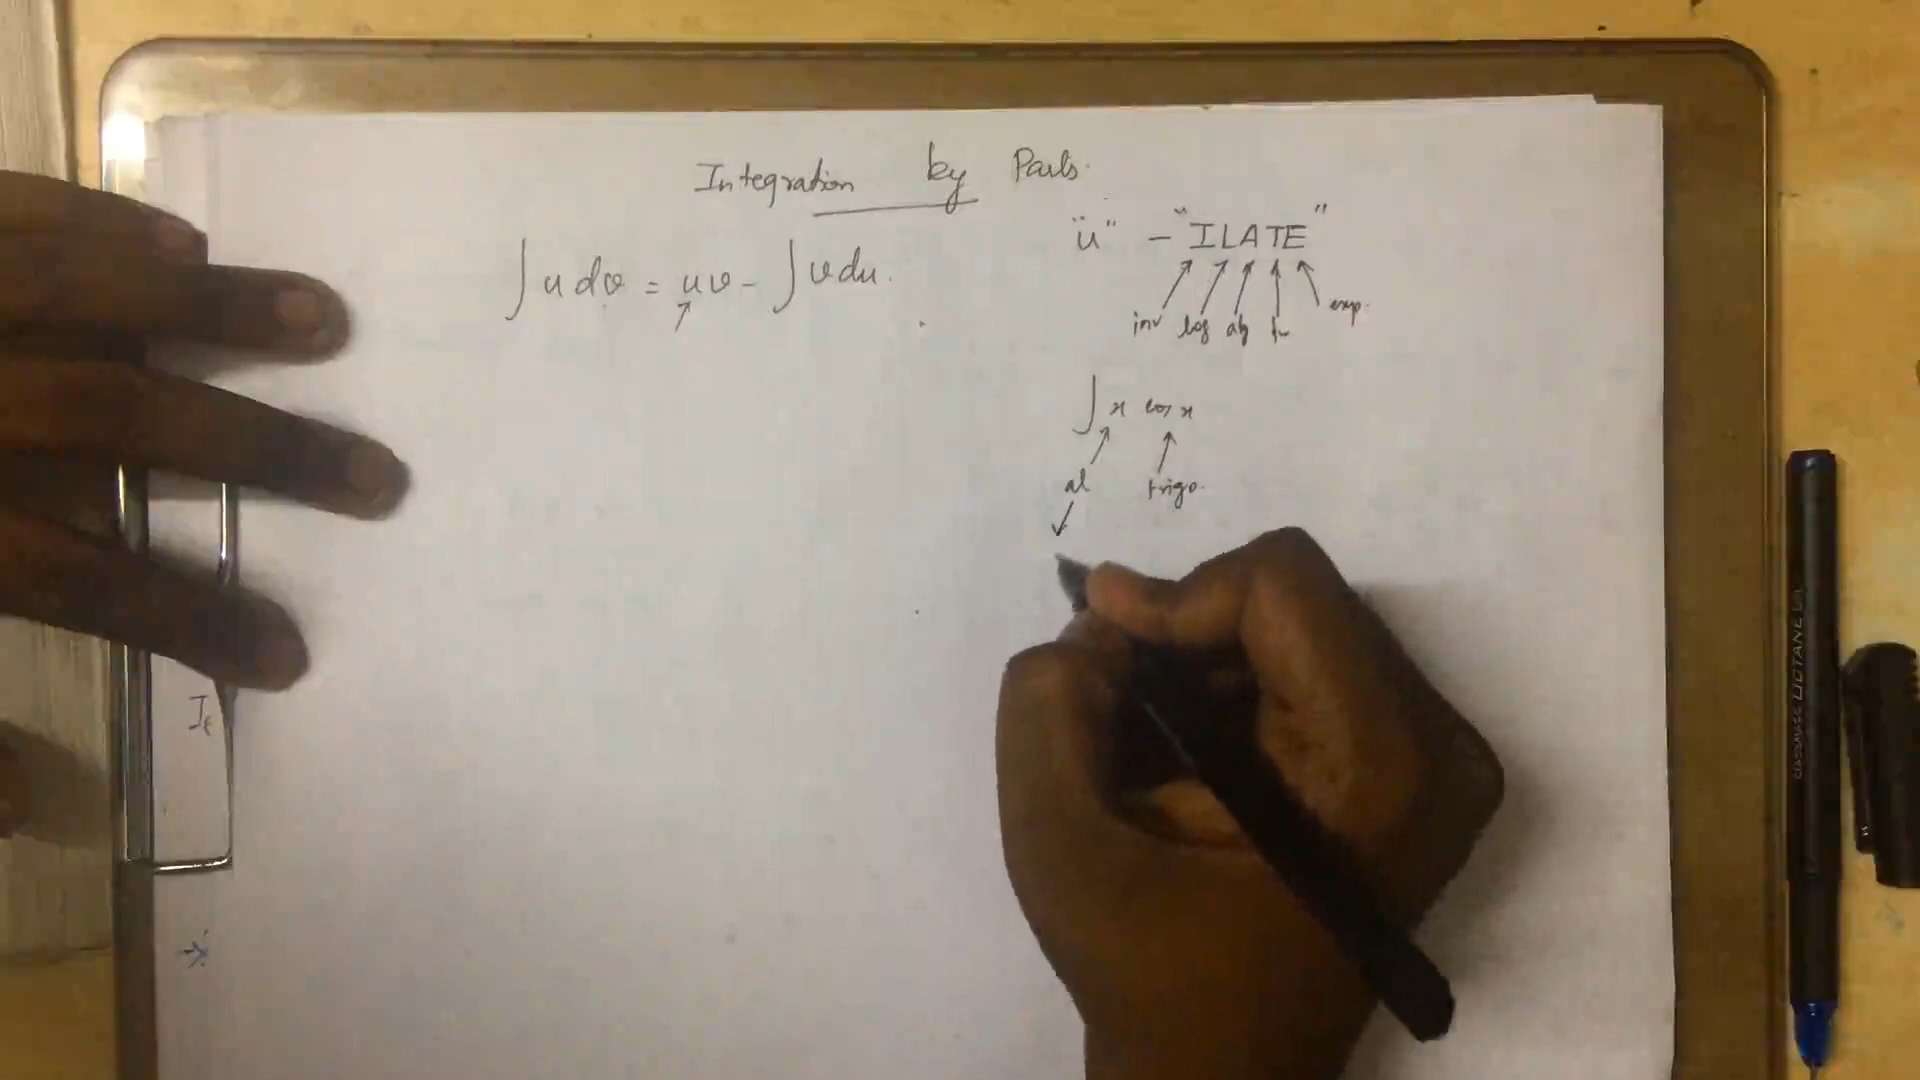 Integration by Parts.
"u" - "ILATE"
∫ u dv = uv - ∫ v du.
inv log alg tr exp.
∫ x cos x
al trigo.